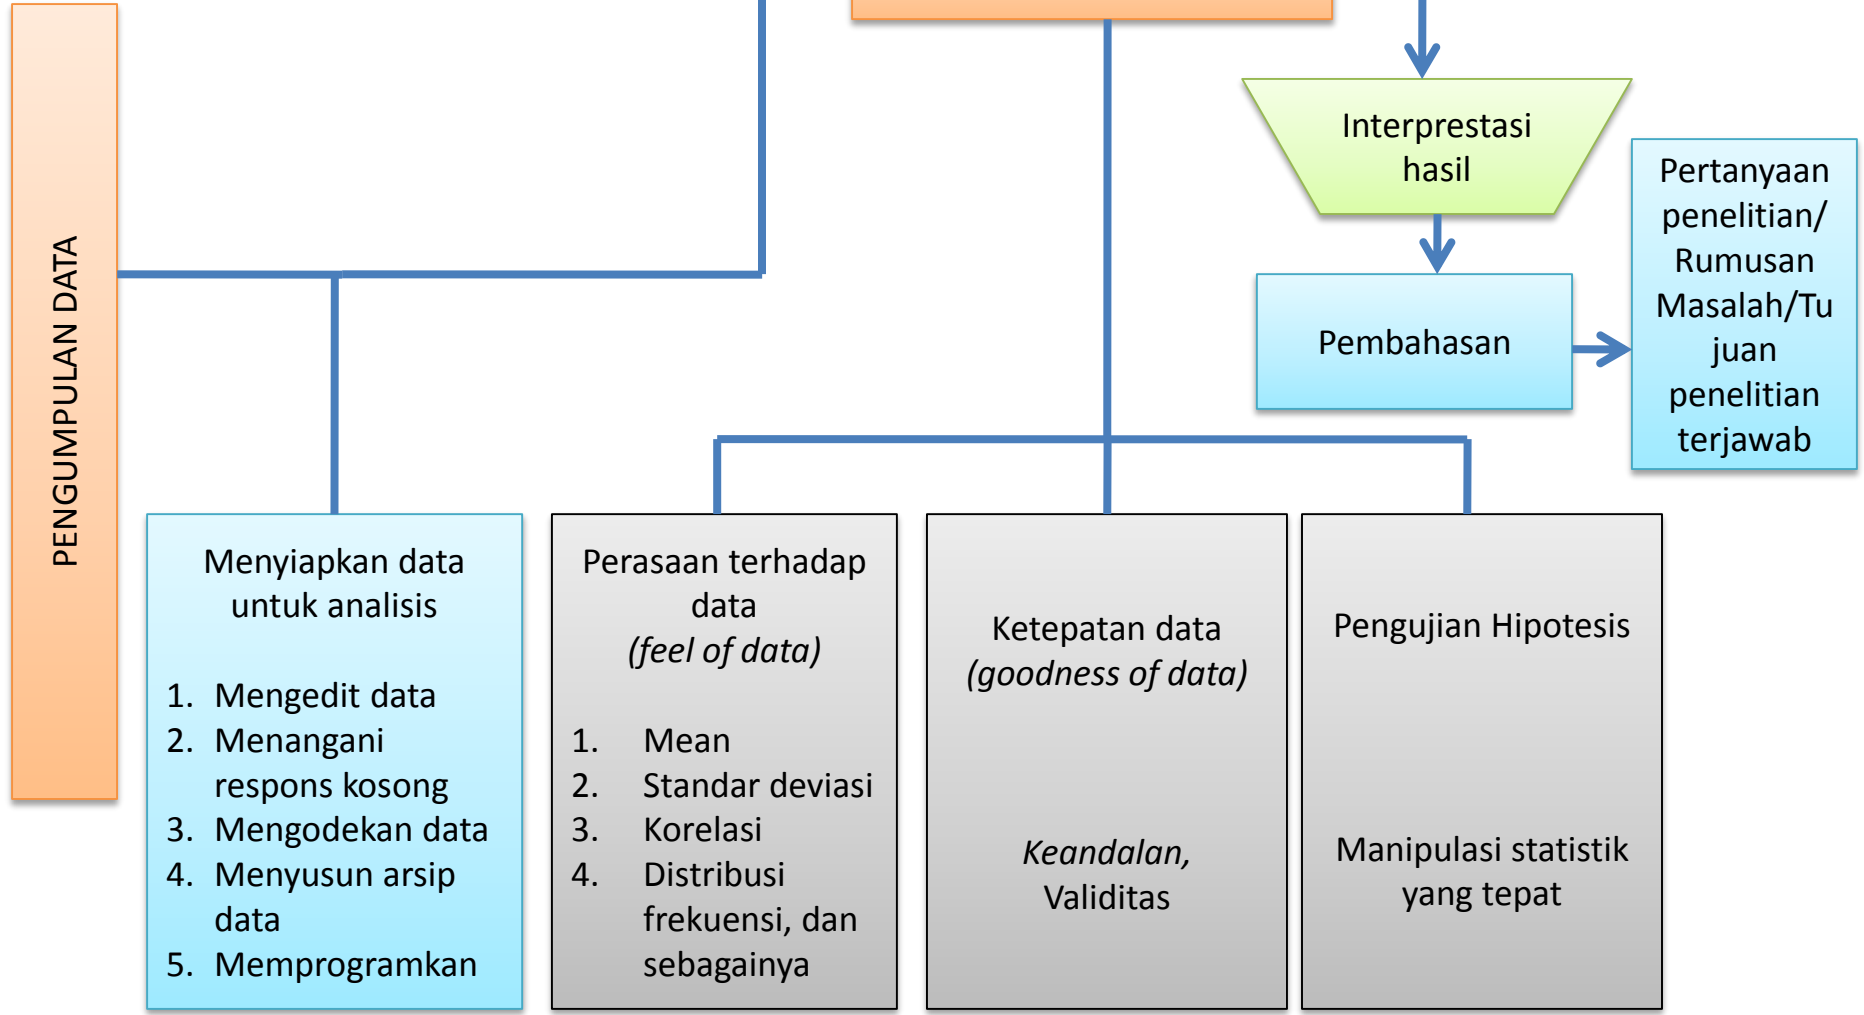 PENGUMPULAN DATA
Interprestasi
hasil
Pembahasan
Pertanyaan
penelitian/
Rumusan
Masalah/Tu
juan
penelitian
terjawab
Menyiapkan data
untuk analisis
1. Mengedit data
2. Menangani
respons kosong
3. Mengodekan data
4. Menyusun arsip
data
5. Memprogramkan
Perasaan terhadap
data
(feel of data)
1. Mean
2. Standar deviasi
3. Korelasi
4. Distribusi
frekuensi, dan
sebagainya
Ketepatan data
(goodness of data)
Keandalan,
Validitas
Pengujian Hipotesis
Manipulasi statistik
yang tepat